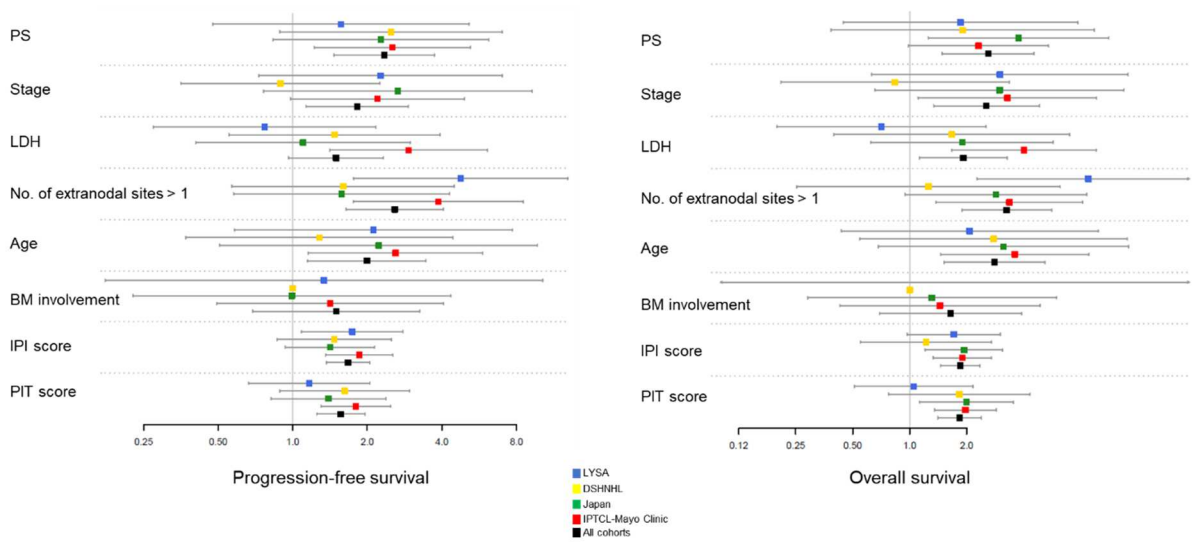 PS
Stage
LDH
No. of extranodal sites > 1
Age
BM involvement
IPI score
PIT score
0.25 0.50 1.0 2.0 4.0 8.0
Progression-free survival
PS
Stage
LDH
No. of extranodal sites > 1
Age
BM involvement
IPI score
PIT score
0.12 0.25 0.50 1.0 2.0
Overall survival
LYSA
DSHNHL
Japan
IPTCL-Mayo Clinic
All cohorts